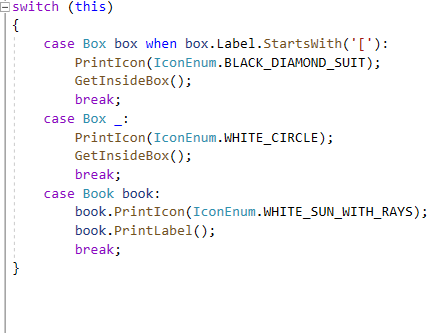 switch (this)
{
case Box box when box.Label.StartsWith('['):
PrintIcon(IconEnum.BLACK_DIAMOND_SUIT);
GetInsideBox();
break;
case Box _:
PrintIcon(IconEnum.WHITE_CIRCLE);
GetInsideBox();
break;
case Book book:
book.PrintIcon(IconEnum.WHITE_SUN_WITH_RAYS);
book.PrintLabel();
break;
}